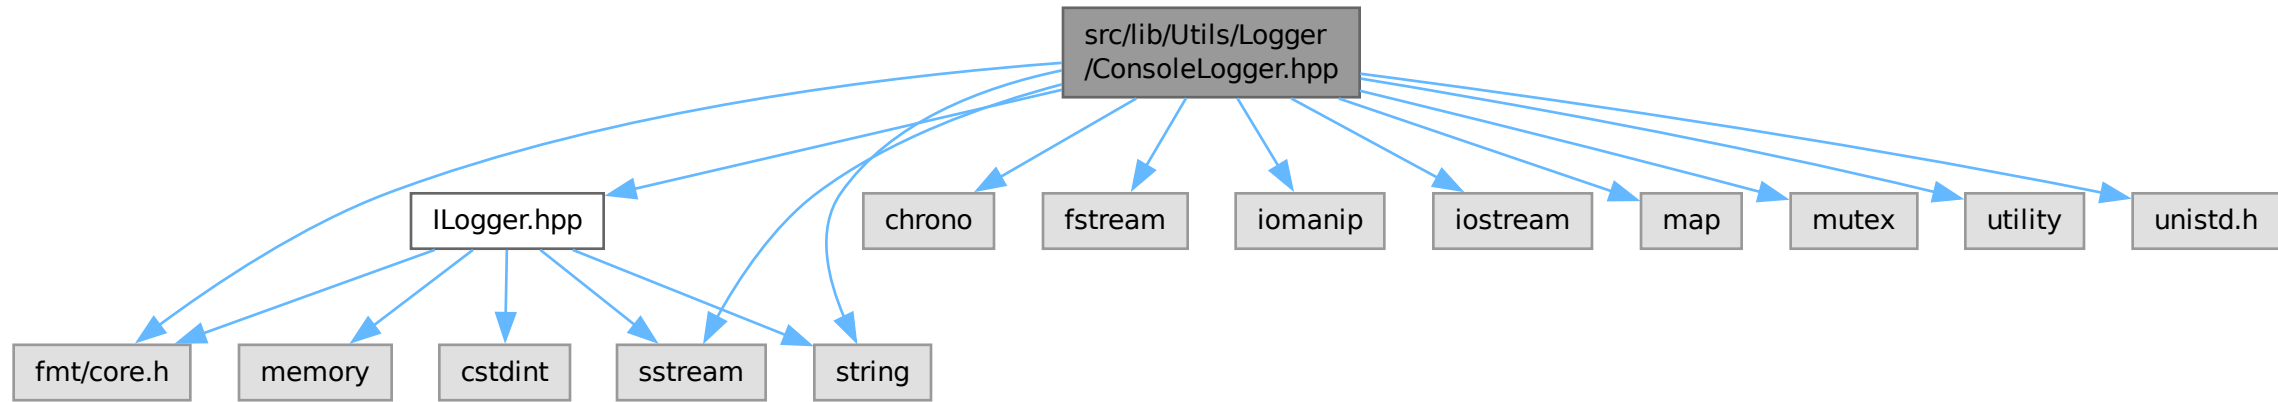 src/lib/Utils/Logger
/ConsoleLogger.hpp
ILogger.hpp
chrono
fstream
iomanip
iostream
map
mutex
utility
unistd.h
fmt/core.h
memory
cstdint
sstream
string